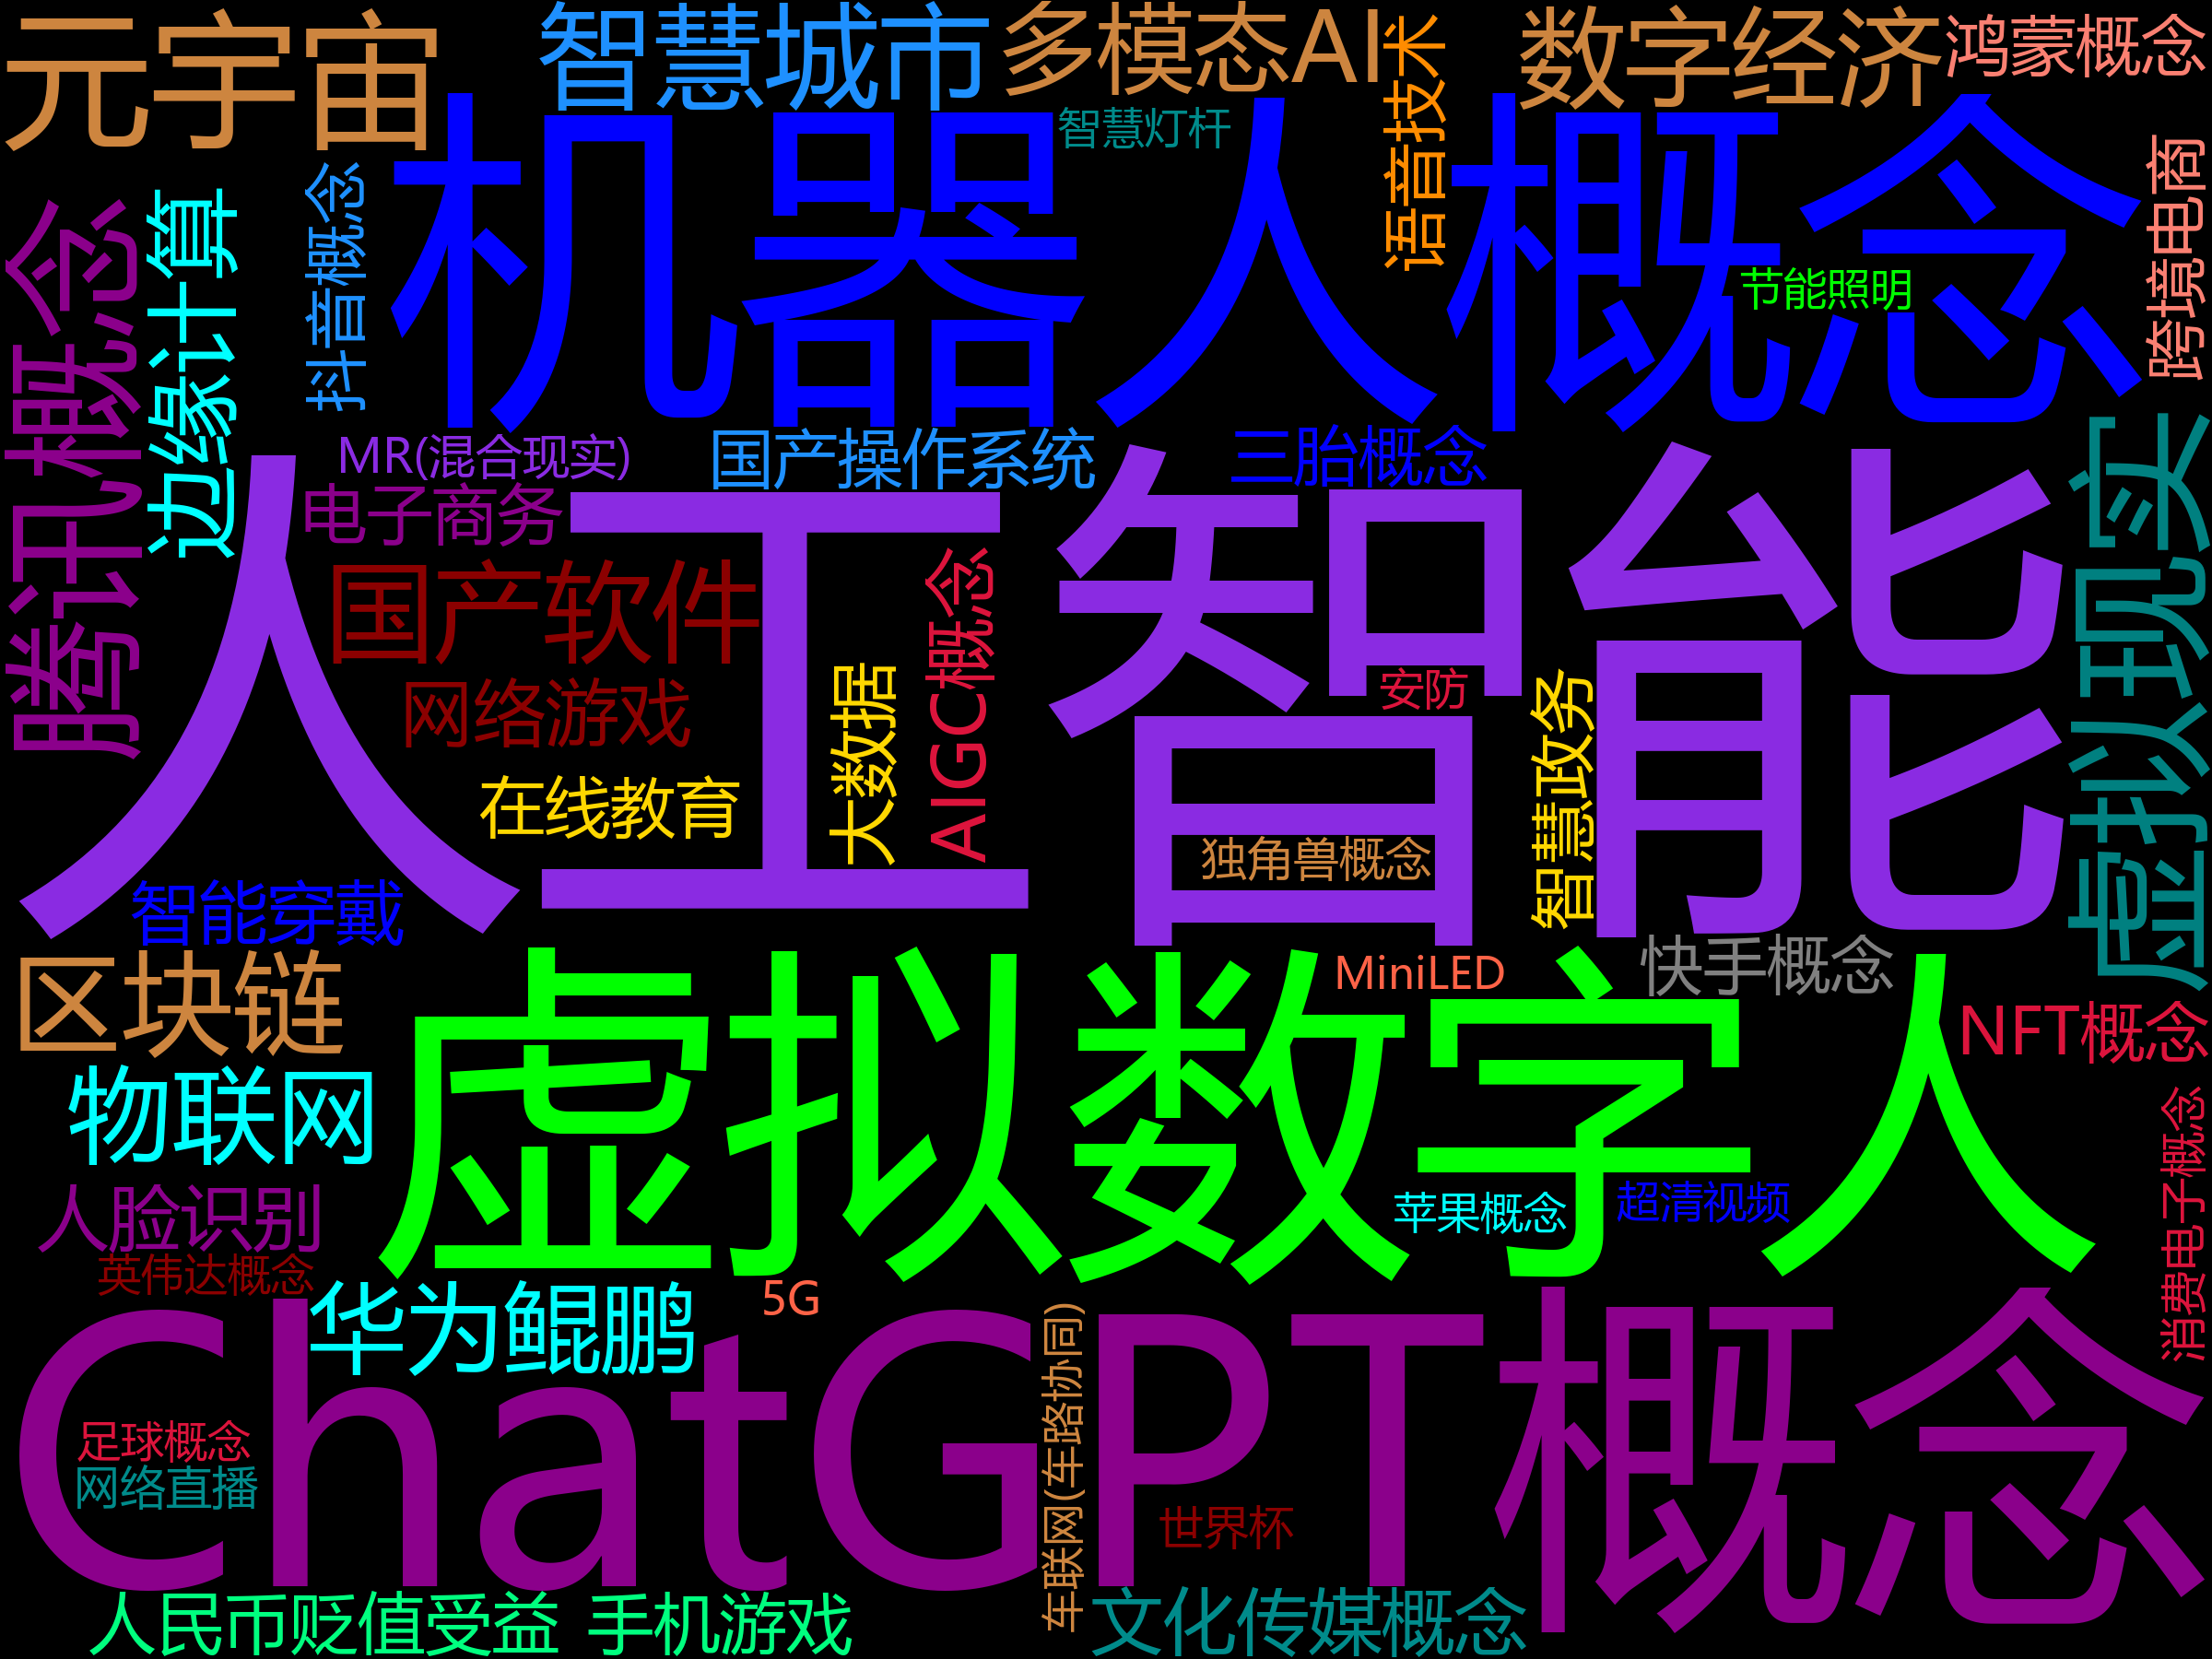 元宇宙
智慧城市
多模态AI
语音技术
数字经济
鸿蒙概念
智慧灯杆
机器人概念
跨境电商
节能照明
腾讯概念
边缘计算
抖音概念
MR(混合现实)
国产操作系统
三胎概念
电子商务
人工智能
虚拟现实
国产软件
网络游戏
大数据
AIGC概念
安防
智慧政务
在线教育
独角兽概念
智能穿戴
区块链
虚拟数字人
MiniLED
快手概念
NFT概念
物联网
人脸识别
苹果概念
超清视频
消费电子概念
英伟达概念
华为鲲鹏
5G
ChatGPT概念
足球概念
网络直播
车联网(车路协同)
世界杯
人民币贬值受益
手机游戏
文化传媒概念